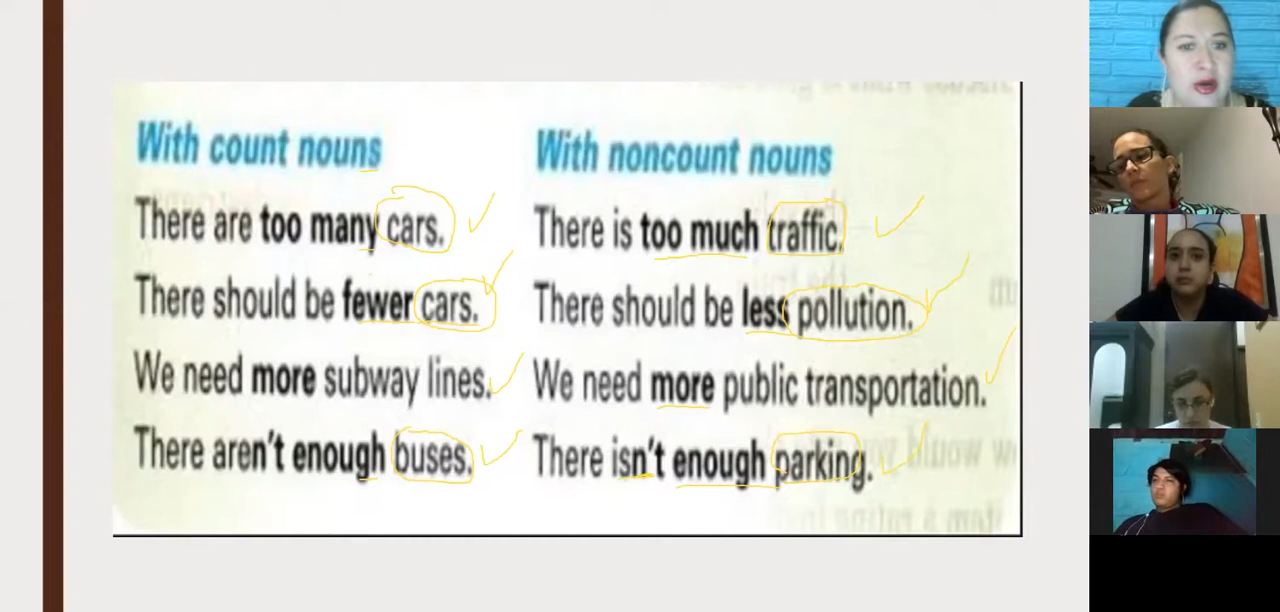 With count nouns
There are too many cars.
There should be fewer cars.
We need more subway lines.
There aren't enough buses.
With noncount nouns
There is too much traffic.
There should be less pollution.
We need more public transportation.
There isn't enough parking.